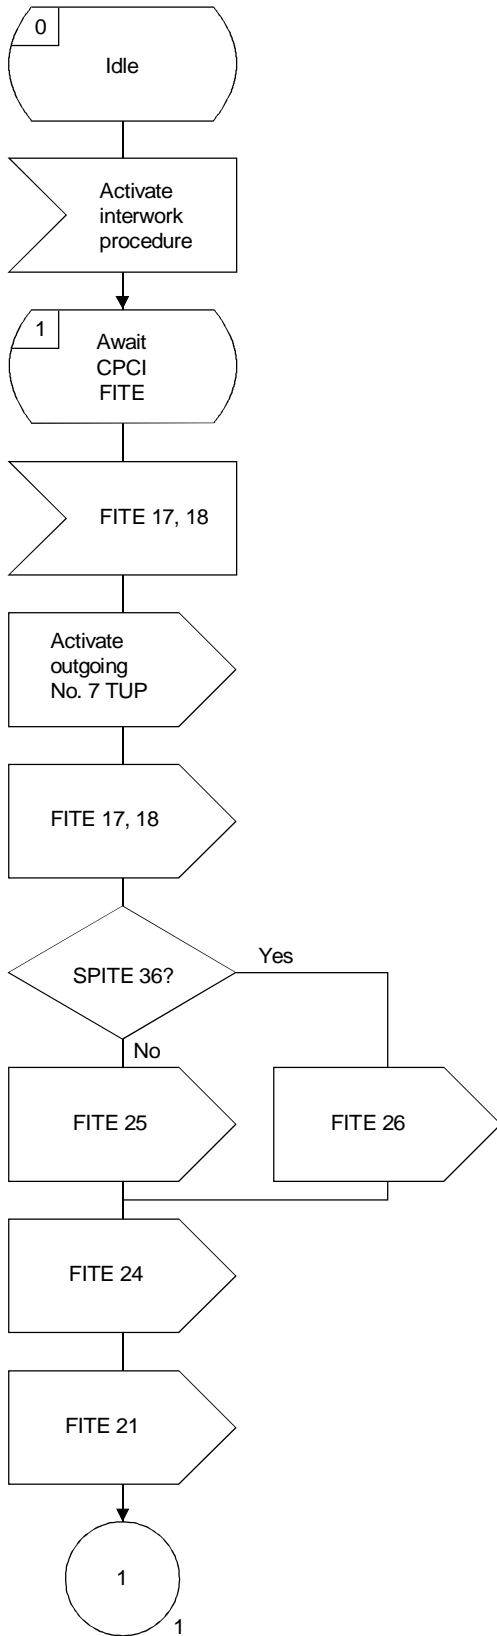 0
Idle
Activate
interwork
procedure
1
Await
CPCI
FITE
FITE 17, 18
Activate
outgoing
No. 7 TUP
FITE 17, 18
SPITE 36?
Yes
No
FITE 25
FITE 26
FITE 24
FITE 21
1
1